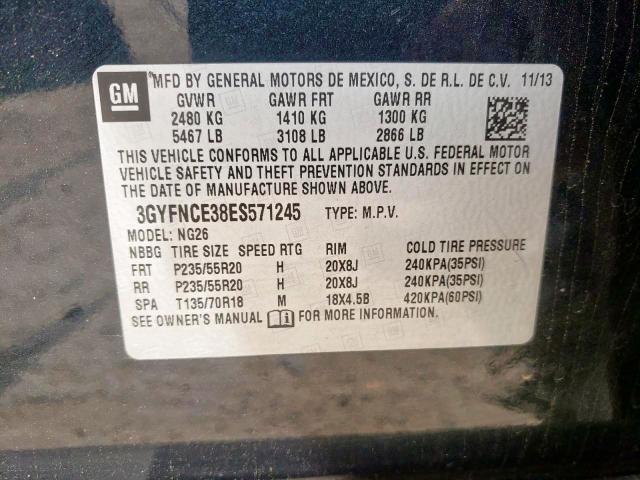 GM
MFD BY GENERAL MOTORS DE MEXICO, S. DE R.L. DE C.V. 11/13
GVWR GAWR FRT GAWR RR
2480 KG 1410 KG 1300 KG
5467 LB 3108 LB 2866 LB
THIS VEHICLE CONFORMS TO ALL APPLICABLE U.S. FEDERAL MOTOR
VEHICLE SAFETY AND THEFT PREVENTION STANDARDS IN EFFECT ON THE
DATE OF MANUFACTURE SHOWN ABOVE.
3GYFNCE38ES571245 TYPE: M.P.V.
MODEL: NG26
NBBG TIRE SIZE SPEED RTG RIM COLD TIRE PRESSURE
FRT P235/55R20 H 20X8J 240KPA(35PSI)
RR P235/55R20 H 20X8J 240KPA(35PSI)
SPA T135/70R18 M 18X4.5B 420KPA(60PSI)
SEE OWNER'S MANUAL FOR MORE INFORMATION.